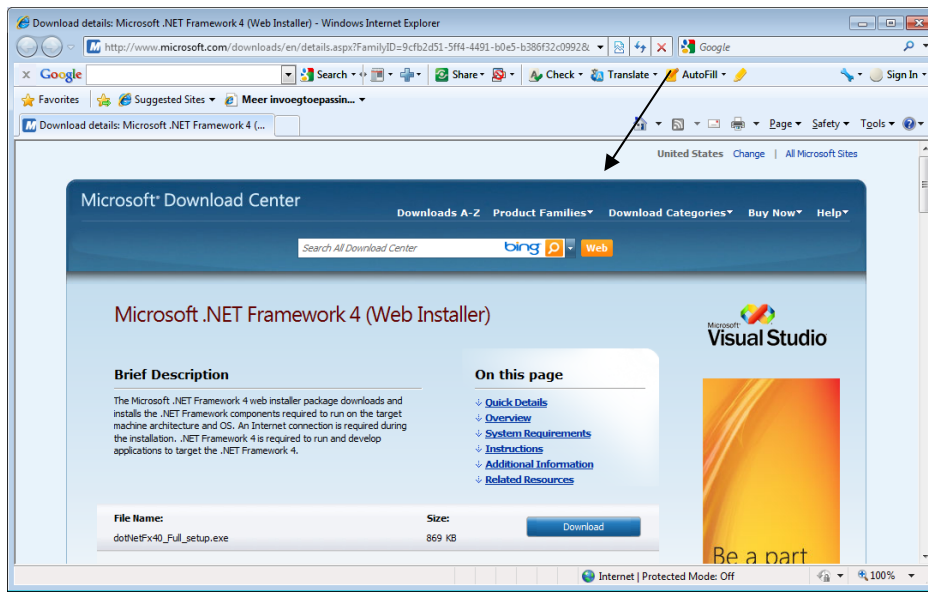 Download details: Microsoft .NET Framework 4 (Web Installer) - Windows Internet Explorer
http://www.microsoft.com/downloads/en/details.aspx?FamilyID=9cfb2d51-5ff4-4491-b0e5-b386f32c0992&
Google
x Google Search Share Check Translate AutoFill Sign In
Favorites Suggested Sites Meer invoegtoepassin...
Download details: Microsoft .NET Framework 4 (... Page Safety Tools
United States Change | All Microsoft Sites
Microsoft® Download Center
Downloads A-Z Product Families Download Categories Buy Now Help
Search All Download Center bing Web
Microsoft .NET Framework 4 (Web Installer)
Microsoft®
Visual Studio
Brief Description
The Microsoft .NET Framework 4 web installer package downloads and
installs the .NET Framework components required to run on the target
machine architecture and OS. An Internet connection is required during
the installation. .NET Framework 4 is required to run and develop
applications to target the .NET Framework 4.
On this page
Quick Details
Overview
System Requirements
Instructions
Additional Information
Related Resources
File Name: Size:
dotNetFx40_Full_setup.exe 869 KB
Download
Be a part
Internet | Protected Mode: Off 100%